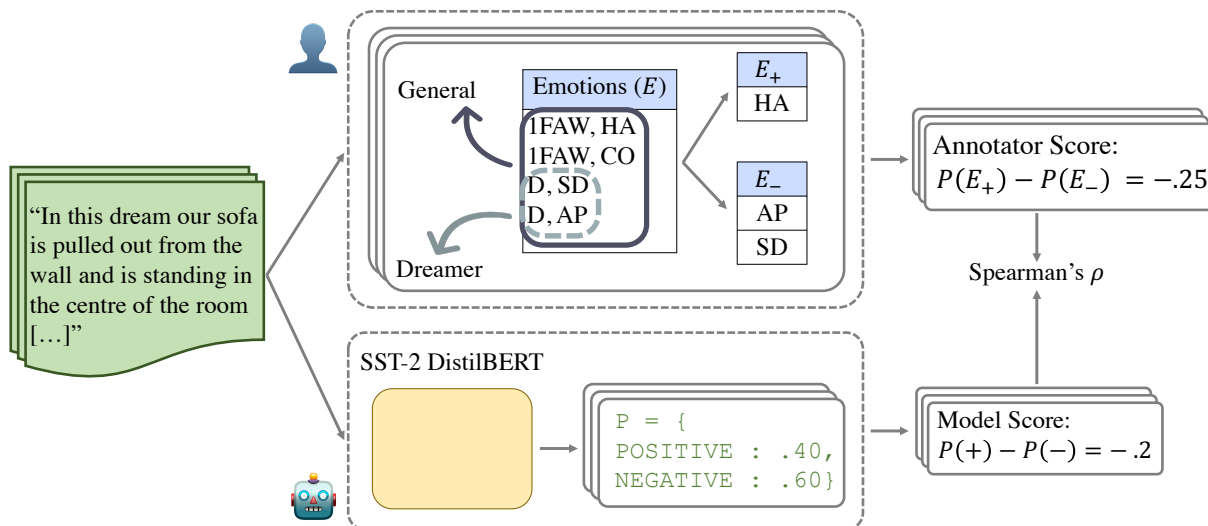 “In this dream our sofa
is pulled out from the
wall and is standing in
the centre of the room
[…]”
General
Dreamer
Emotions (E)
1FAW, HA
1FAW, CO
D, SD
D, AP
E₊
HA
E₋
AP
SD
Annotator Score:
P(E₊) − P(E₋) = −.25
Spearman’s ρ
SST-2 DistilBERT
P = {
POSITIVE : .40,
NEGATIVE : .60}
Model Score:
P(+) − P(−) = − .2